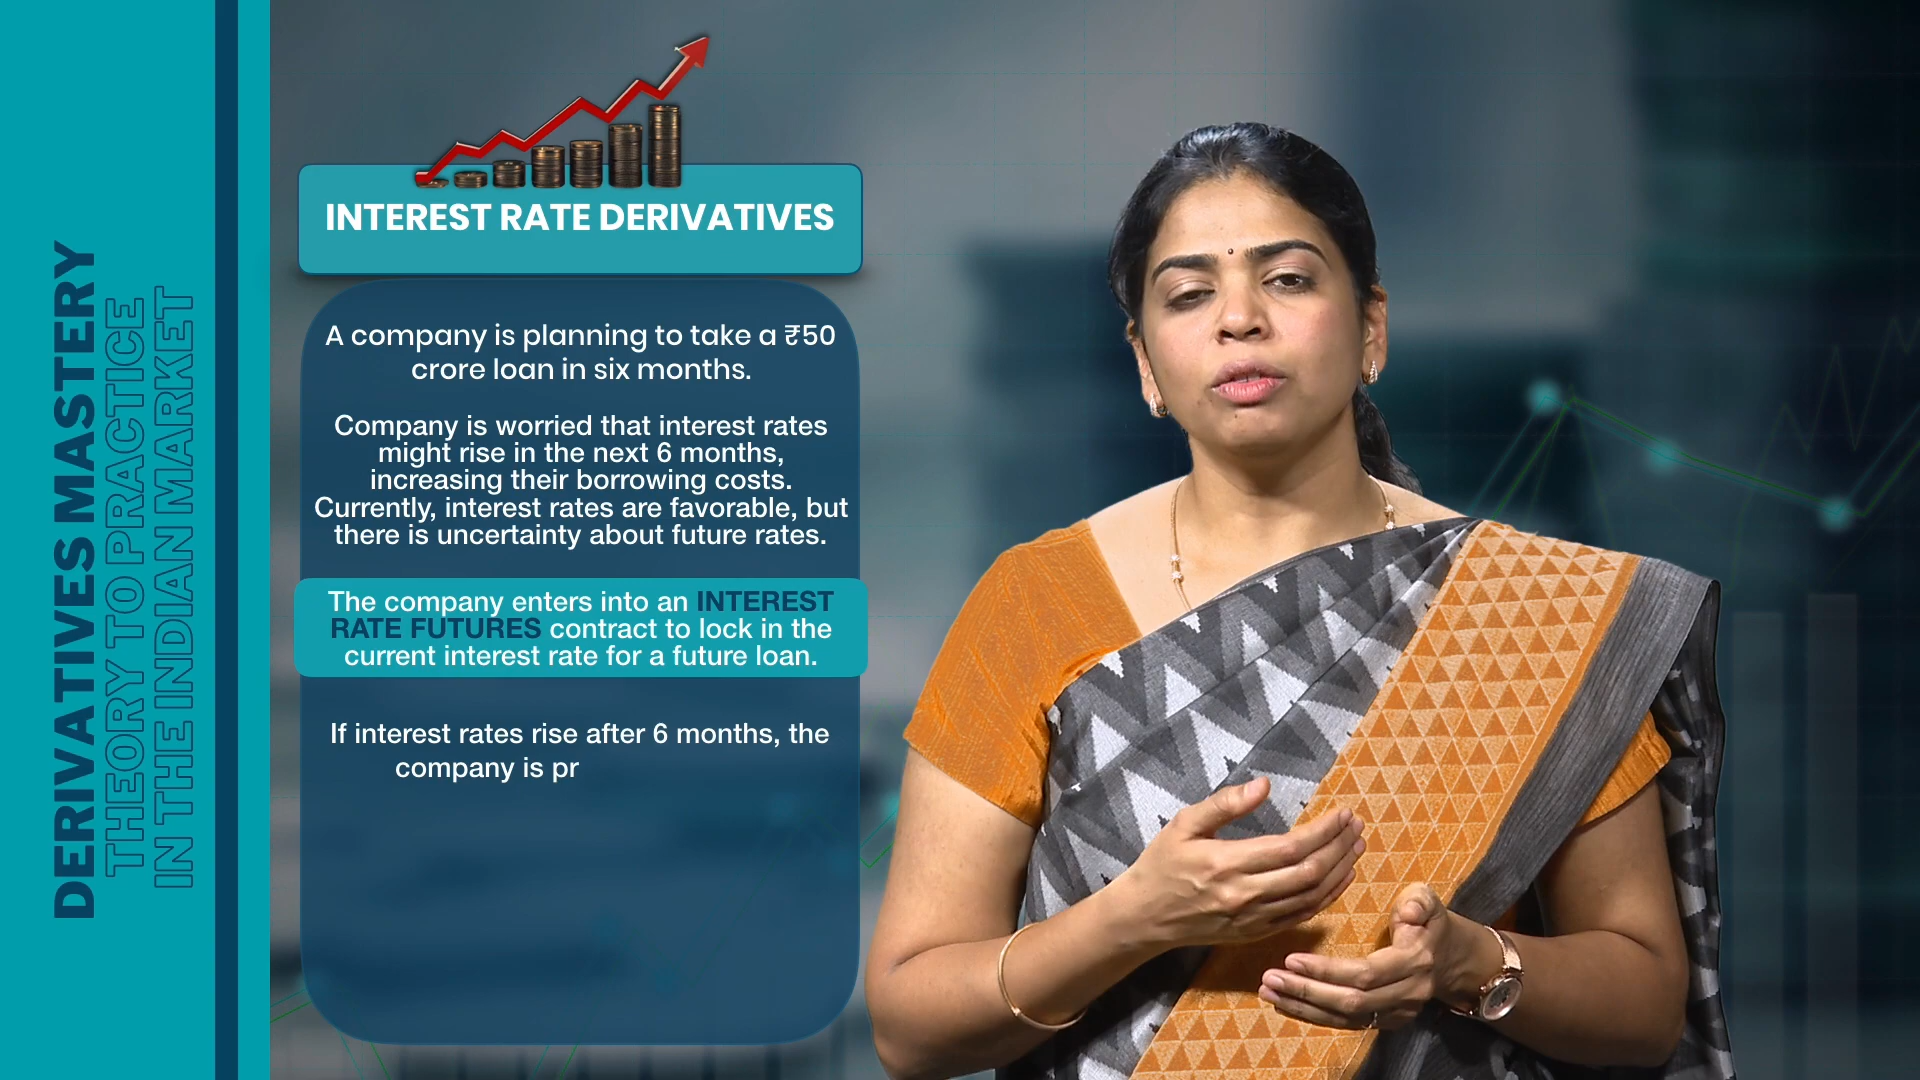 DERIVATIVES MASTERY
THEORY TO PRACTICE
IN THE INDIAN MARKET
INTEREST RATE DERIVATIVES
A company is planning to take a ₹50
crore loan in six months.
Company is worried that interest rates
might rise in the next 6 months,
increasing their borrowing costs.
Currently, interest rates are favorable, but
there is uncertainty about future rates.
The company enters into an INTEREST
RATE FUTURES contract to lock in the
current interest rate for a future loan.
If interest rates rise after 6 months, the
company is pr